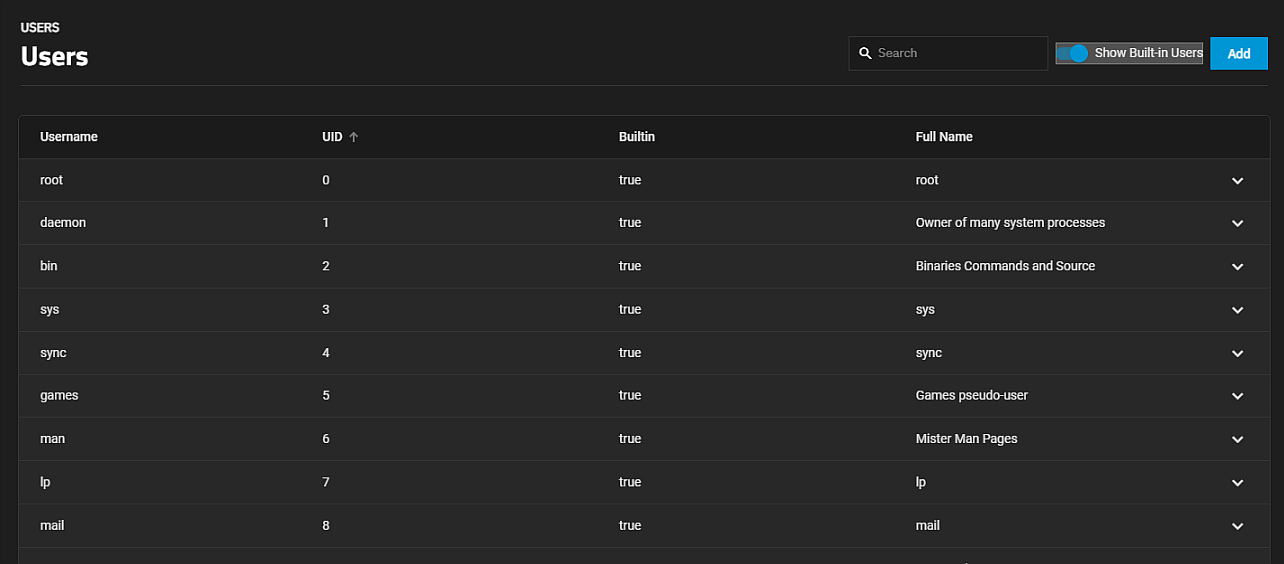 USERS
Users
Search
Show Built-in Users
Add
Username UID Builtin Full Name
root 0 true root
daemon 1 true Owner of many system processes
bin 2 true Binaries Commands and Source
sys 3 true sys
sync 4 true sync
games 5 true Games pseudo-user
man 6 true Mister Man Pages
lp 7 true lp
mail 8 true mail